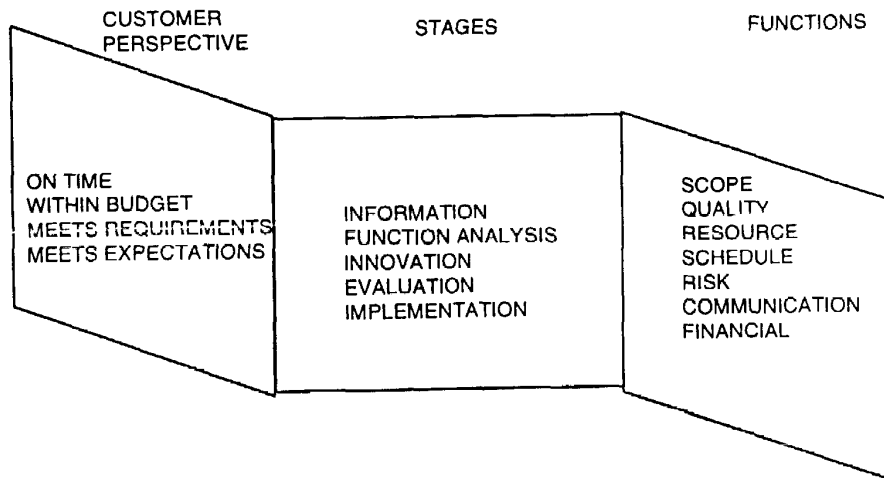 CUSTOMER
PERSPECTIVE
STAGES
FUNCTIONS
ON TIME
WITHIN BUDGET
MEETS REQUIREMENTS
MEETS EXPECTATIONS
INFORMATION
FUNCTION ANALYSIS
INNOVATION
EVALUATION
IMPLEMENTATION
SCOPE
QUALITY
RESOURCE
SCHEDULE
RISK
COMMUNICATION
FINANCIAL